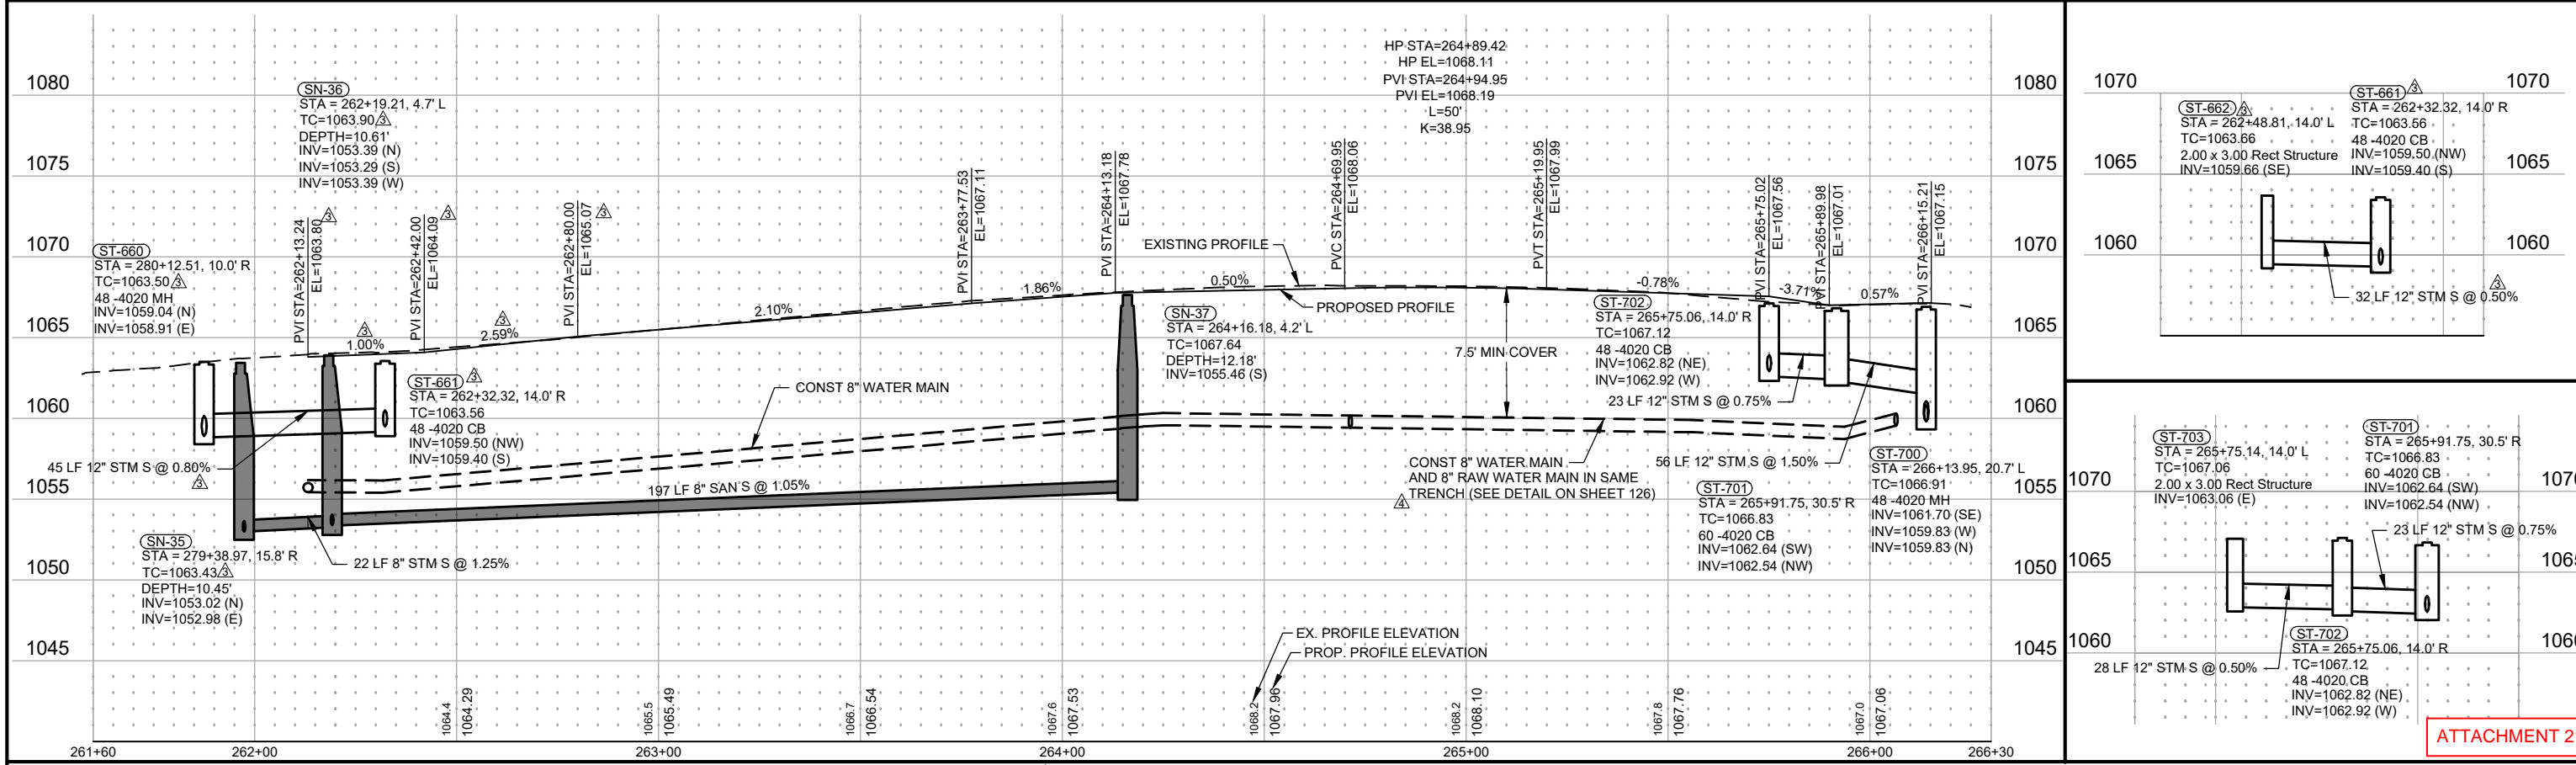 1080
1075
1070
1065
1060
1055
1050
1045
SN-36
STA = 262+19.21, 4.7' L
TC=1063.90 3
DEPTH=10.61'
INV=1053.39 (N)
INV=1053.29 (S)
INV=1053.39 (W)
ST-660
STA = 280+12.51, 10.0' R
TC=1063.50 3
48 -4020 MH
INV=1059.04 (N)
INV=1058.91 (E)
PVI STA=262+13.24
EL=1063.80 3
PVI STA=262+42.00
EL=1064.09 3
PVI STA=262+80.00
EL=1065.07 3
PVI STA=263+77.53
EL=1067.11
PVI STA=264+13.18
EL=1067.78
HP STA=264+89.42
HP EL=1068.11
PVI STA=264+94.95
PVI EL=1068.19
L=50'
K=38.95
PVC STA=264+69.95
EL=1068.06
PVT STA=265+19.95
EL=1067.99
PVI STA=265+75.02
EL=1067.56
PVI STA=265+89.98
EL=1067.01
PVI STA=266+15.21
EL=1067.15
3
1.00%
3
2.59%
2.10%
1.86%
0.50%
-0.78%
-3.71%
0.57%
EXISTING PROFILE
PROPOSED PROFILE
ST-661 3
STA = 262+32.32, 14.0' R
TC=1063.56
48 -4020 CB
INV=1059.50 (NW)
INV=1059.40 (S)
CONST 8" WATER MAIN
45 LF 12" STM S @ 0.80%
3
197 LF 8" SAN S @ 1.05%
SN-35
STA = 279+38.97, 15.8' R
TC=1063.43 3
DEPTH=10.45'
INV=1053.02 (N)
INV=1052.98 (E)
22 LF 8" STM S @ 1.25%
SN-37
STA = 264+16.18, 4.2' L
TC=1067.64
DEPTH=12.18'
INV=1055.46 (S)
7.5' MIN COVER
ST-702
STA = 265+75.06, 14.0' R
TC=1067.12
48 -4020 CB
INV=1062.82 (NE)
INV=1062.92 (W)
23 LF 12" STM S @ 0.75%
CONST 8" WATER MAIN
AND 8" RAW WATER MAIN IN SAME
TRENCH (SEE DETAIL ON SHEET 126)
4
56 LF 12" STM S @ 1.50%
ST-701
STA = 265+91.75, 30.5' R
TC=1066.83
60 -4020 CB
INV=1062.64 (SW)
INV=1062.54 (NW)
ST-700
STA = 266+13.95, 20.7' L
TC=1066.91
48 -4020 MH
INV=1061.70 (SE)
INV=1059.83 (W)
INV=1059.83 (N)
EX. PROFILE ELEVATION
PROP. PROFILE ELEVATION
1064.4
1064.29
1065.5
1065.49
1066.7
1066.54
1067.6
1067.53
1068.2
1067.96
1068.2
1068.10
1067.8
1067.76
1067.0
1067.06
261+60
262+00
263+00
264+00
265+00
266+00
266+30
1080
1075
1070
1065
1060
1055
1050
1045
1070
1065
1060
ST-662 3
STA = 262+48.81, 14.0' L
TC=1063.66
2.00 x 3.00 Rect Structure
INV=1059.66 (SE)
ST-661 3
STA = 262+32.32, 14.0' R
TC=1063.56
48 -4020 CB
INV=1059.50 (NW)
INV=1059.40 (S)
3
32 LF 12" STM S @ 0.50%
1070
1065
1060
1070
1065
1060
ST-703
STA = 265+75.14, 14.0' L
TC=1067.06
2.00 x 3.00 Rect Structure
INV=1063.06 (E)
ST-701
STA = 265+91.75, 30.5' R
TC=1066.83
60 -4020 CB
INV=1062.64 (SW)
INV=1062.54 (NW)
23 LF 12" STM S @ 0.75%
28 LF 12" STM S @ 0.50%
ST-702
STA = 265+75.06, 14.0' R
TC=1067.12
48 -4020 CB
INV=1062.82 (NE)
INV=1062.92 (W)
ATTACHMENT 2